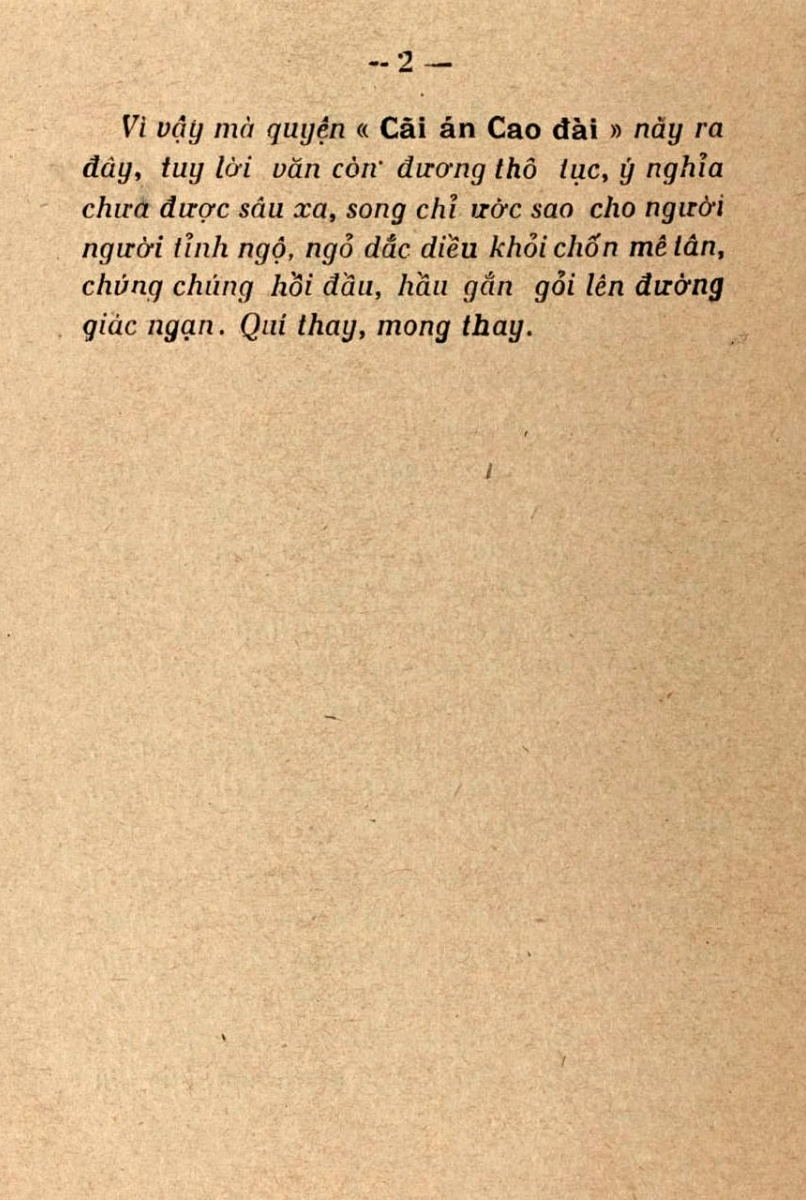 -- 2 —
Vì vậy mà quyện « Cãi án Cao đài » nãy ra
đây, tuy lời văn còn đương thô tục, ý nghĩa
chưa được sâu xa, song chỉ ước sao cho người
người tỉnh ngộ, ngỏ dắc diều khỏi chốn mê tân,
chúng chúng hồi đầu, hầu gắn gỏi lên đường
giác ngạn. Quí thay, mong thay.